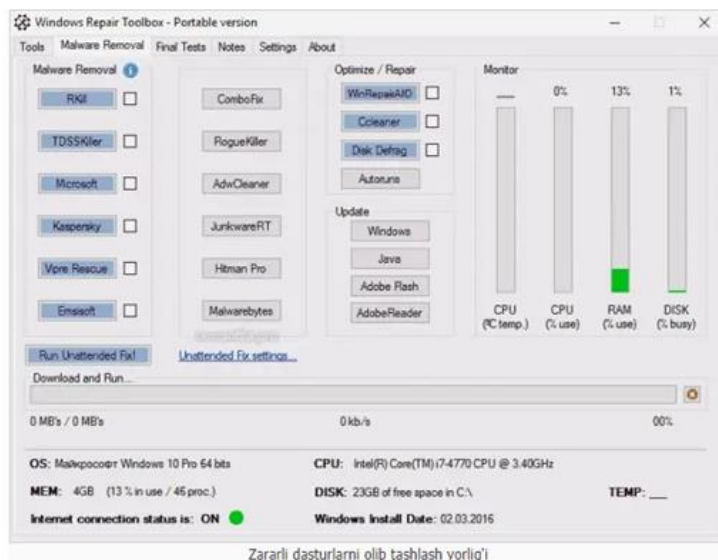 Windows Repair Toolbox - Portable version
Tools Malware Removal Final Tests Notes Settings About
Malware Removal
RKill
TDSSKiller
Microsoft
Kaspersky
Vipre Rescue
Emsisoft
ComboFix
RogueKiller
AdwCleaner
JunkwareRT
Hitman Pro
Malwarebytes
Optimize / Repair
WinRepairAIO
Ccleaner
Disk Defrag
Autoruns
Update
Windows
Java
Adobe Flash
AdobeReader
Monitor
___ 0% 13% 1%
CPU CPU RAM DISK
(ºC temp.) (% use) (% use) (% busy)
Run Unattended Fix! Unattended Fix settings...
Download and Run...
0 MB's / 0 MB's 0 kb/s 00%
OS: Майкрософт Windows 10 Pro 64 bits CPU: Intel(R) Core(TM) i7-4770 CPU @ 3.40GHz
MEM: 4GB (13 % in use / 46 proc.) DISK: 23GB of free space in C:\ TEMP: ___
Internet connection status is: ON Windows Install Date: 02.03.2016
Zararli dasturlarni olib tashlash yorlig'i